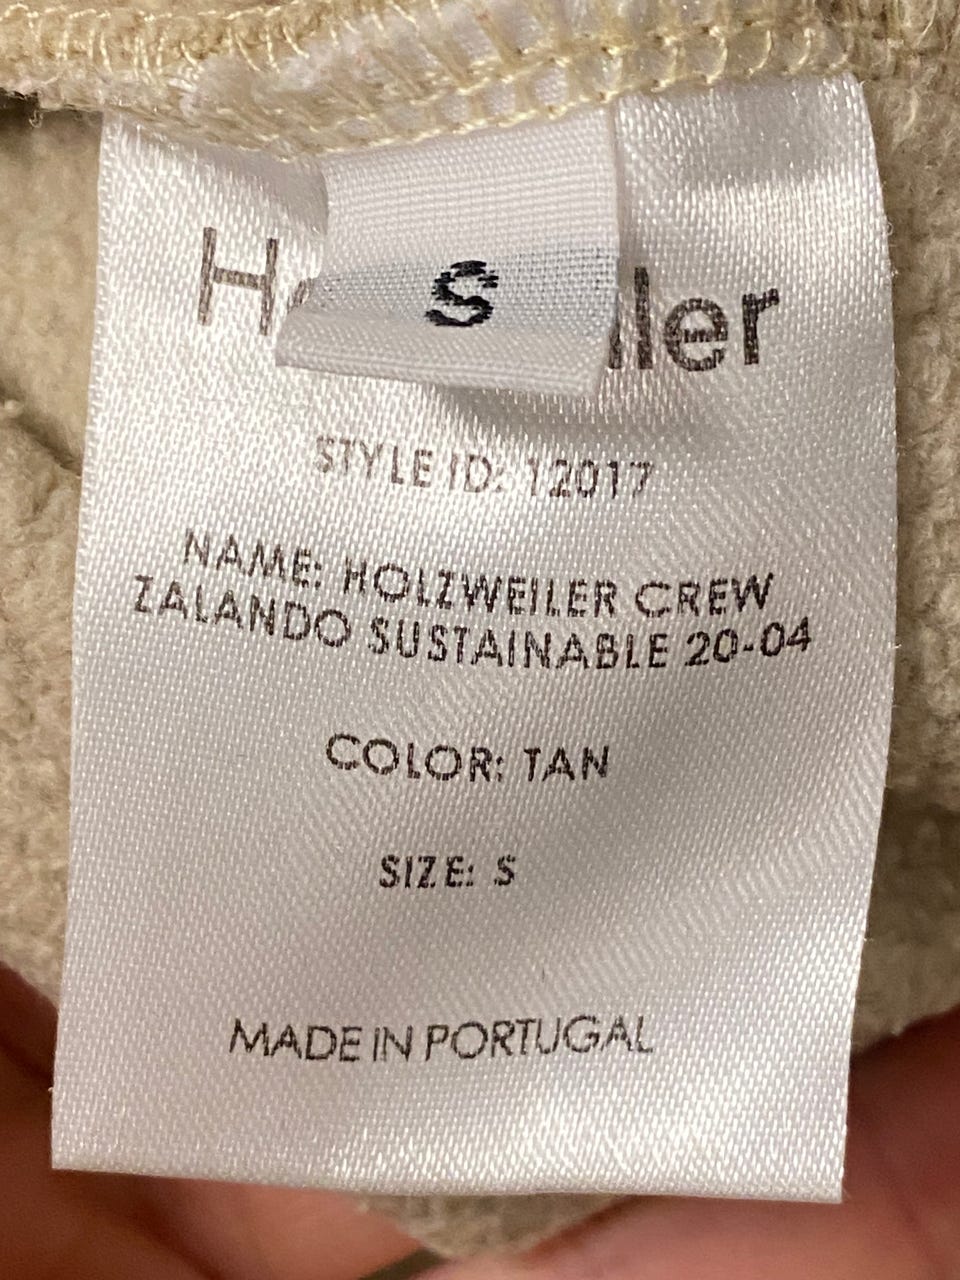 S
STYLE ID: 12017
NAME: HOLZWEILER CREW
ZALANDO SUSTAINABLE 20-04
COLOR: TAN
SIZE: S
MADE IN PORTUGAL